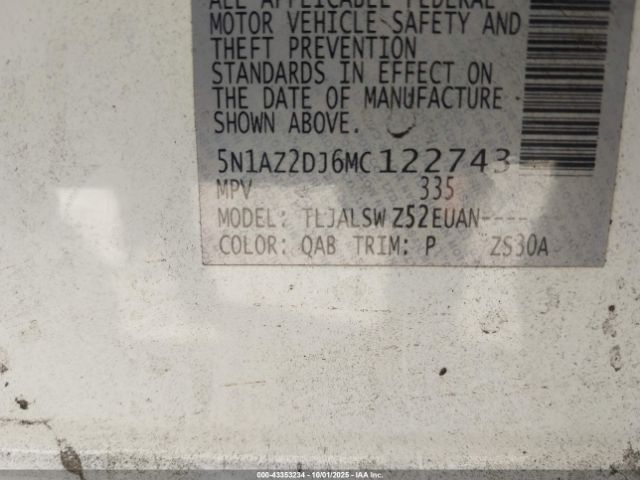 ALL APPLICABLE FEDERAL
MOTOR VEHICLE SAFETY AND
THEFT PREVENTION
STANDARDS IN EFFECT ON
THE DATE OF MANUFACTURE
SHOWN ABOVE.
5N1AZ2DJ6MC122743
MPV 335
MODEL: TLJALSW Z52EUAN----
COLOR: QAB TRIM: P ZS30A
000-43353234 - 10/01/2025 - IAA, Inc.